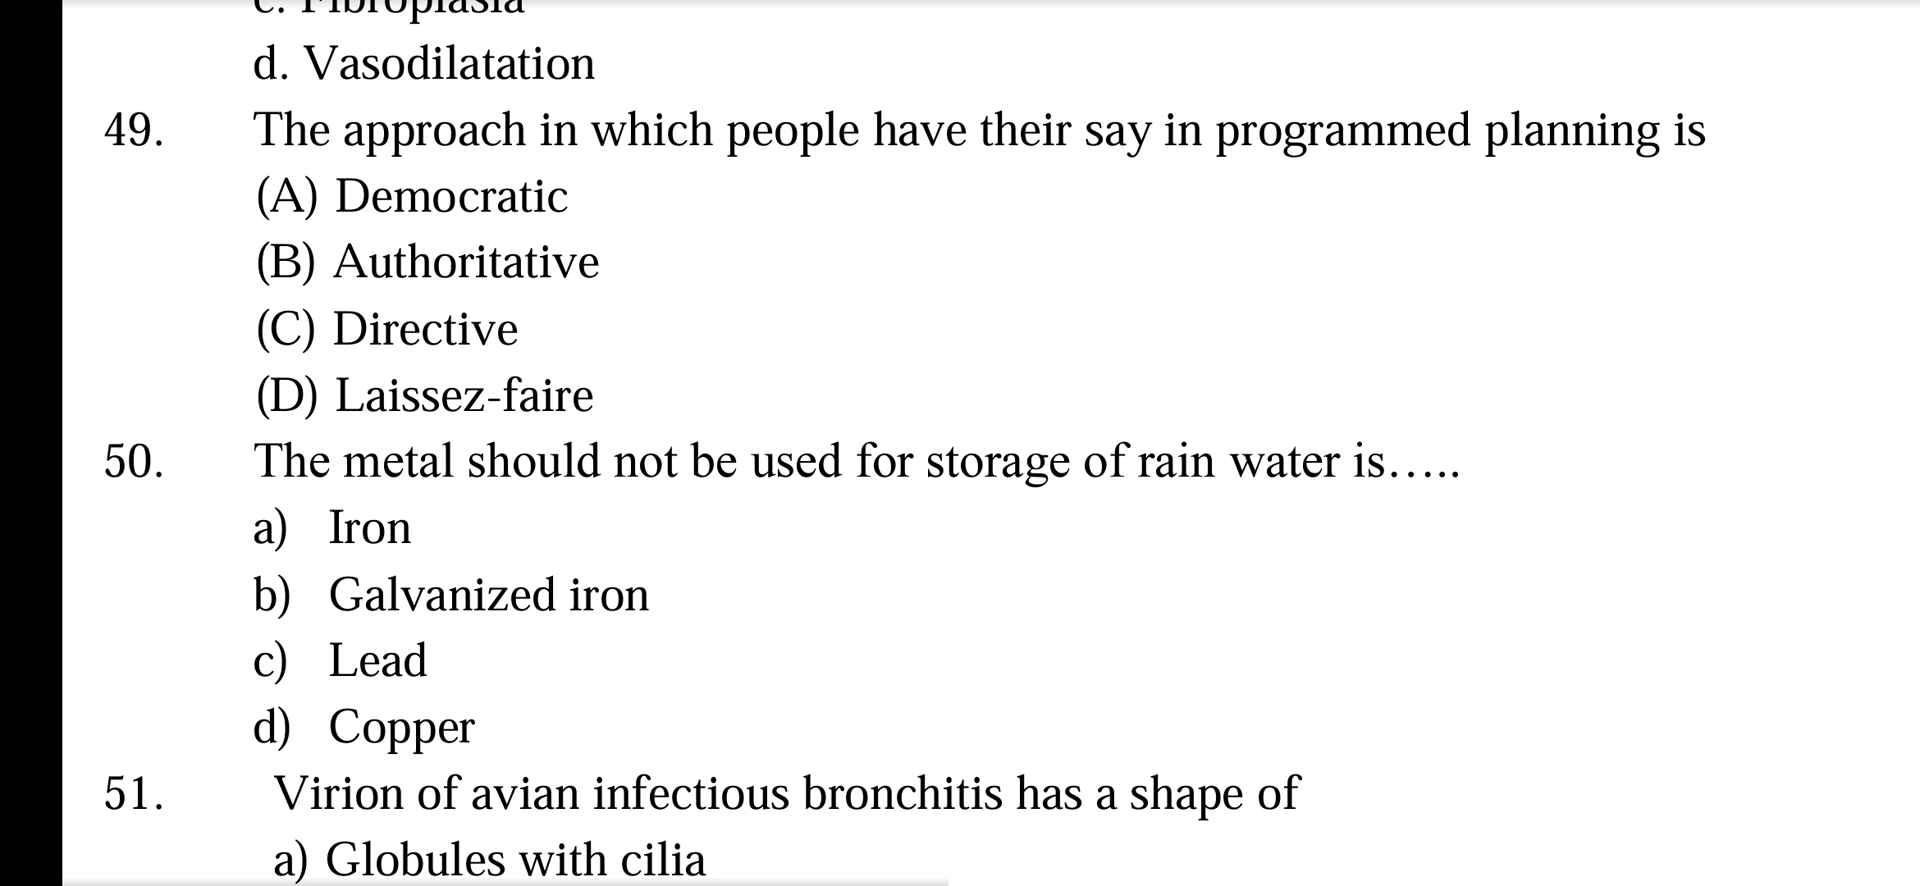 c. Fibroplasia
d. Vasodilatation
49. The approach in which people have their say in programmed planning is
(A) Democratic
(B) Authoritative
(C) Directive
(D) Laissez-faire
50. The metal should not be used for storage of rain water is…..
a) Iron
b) Galvanized iron
c) Lead
d) Copper
51. Virion of avian infectious bronchitis has a shape of
a) Globules with cilia